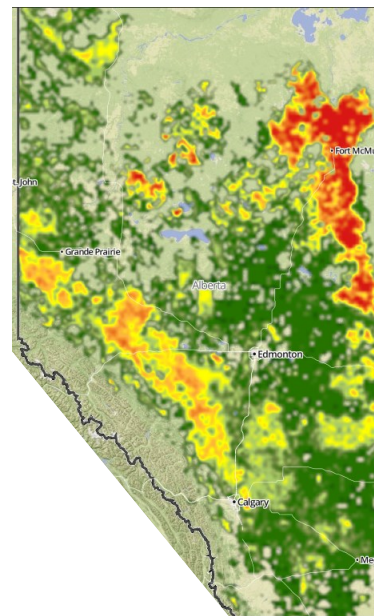 Fort McMu
t. John
Grande Prairie
Alberta
Edmonton
Calgary
Me